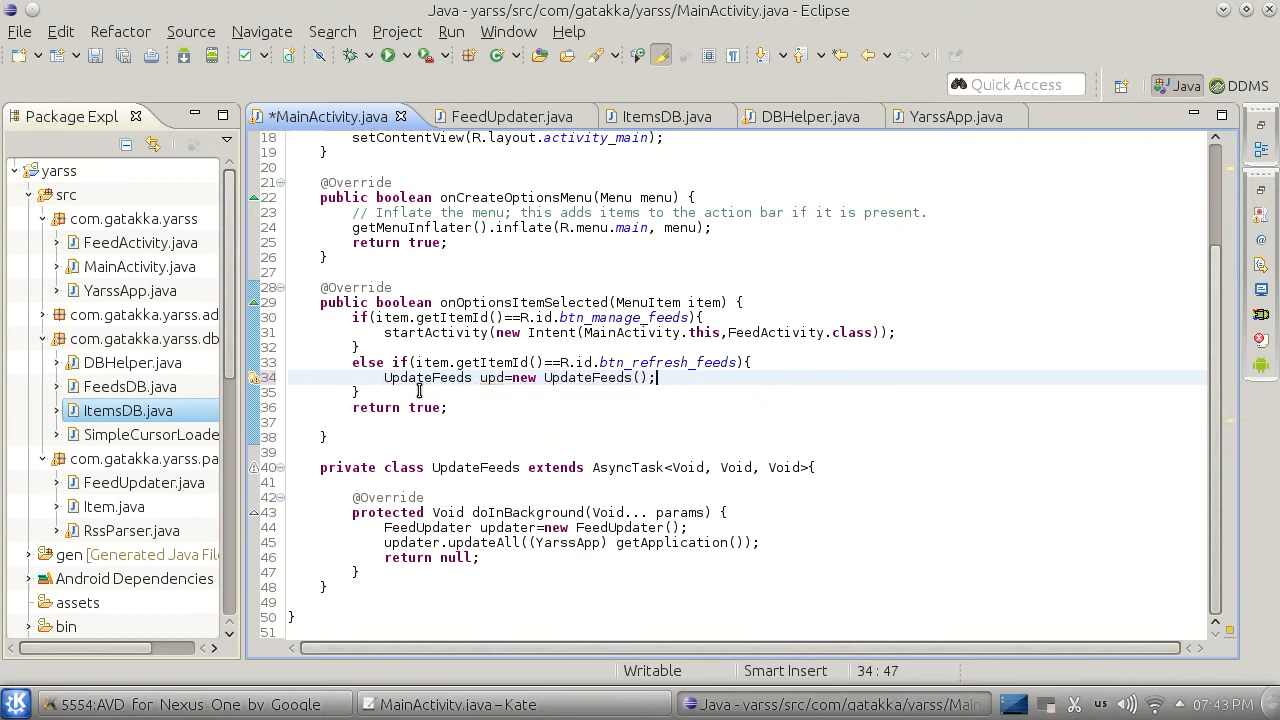 Java - yarss/src/com/gatakka/yarss/MainActivity.java - Eclipse
File Edit Refactor Source Navigate Search Project Run Window Help
Quick Access Java DDMS
Package Expl
*MainActivity.java FeedUpdater.java ItemsDB.java DBHelper.java YarssApp.java
yarss
src
com.gatakka.yarss
FeedActivity.java
MainActivity.java
YarssApp.java
com.gatakka.yarss.ad
com.gatakka.yarss.db
DBHelper.java
FeedsDB.java
ItemsDB.java
SimpleCursorLoade
com.gatakka.yarss.pa
FeedUpdater.java
Item.java
RssParser.java
gen [Generated Java File
Android Dependencies
assets
bin
18 setContentView(R.layout.activity_main);
19 }
20
21 @Override
22 public boolean onCreateOptionsMenu(Menu menu) {
23 // Inflate the menu; this adds items to the action bar if it is present.
24 getMenuInflater().inflate(R.menu.main, menu);
25 return true;
26 }
27
28 @Override
29 public boolean onOptionsItemSelected(MenuItem item) {
30 if(item.getItemId()==R.id.btn_manage_feeds){
31 startActivity(new Intent(MainActivity.this,FeedActivity.class));
32 }
33 else if(item.getItemId()==R.id.btn_refresh_feeds){
34 UpdateFeeds upd=new UpdateFeeds();
35 }
36 return true;
37
38 }
39
40 private class UpdateFeeds extends AsyncTask<Void, Void, Void>{
41
42 @Override
43 protected Void doInBackground(Void... params) {
44 FeedUpdater updater=new FeedUpdater();
45 updater.updateAll((YarssApp) getApplication());
46 return null;
47 }
48 }
49
50 }
51
Writable Smart Insert 34 : 47
5554:AVD_for_Nexus_One_by_Google MainActivity.java – Kate Java - yarss/src/com/gatakka/yarss/Main us 07:43 PM